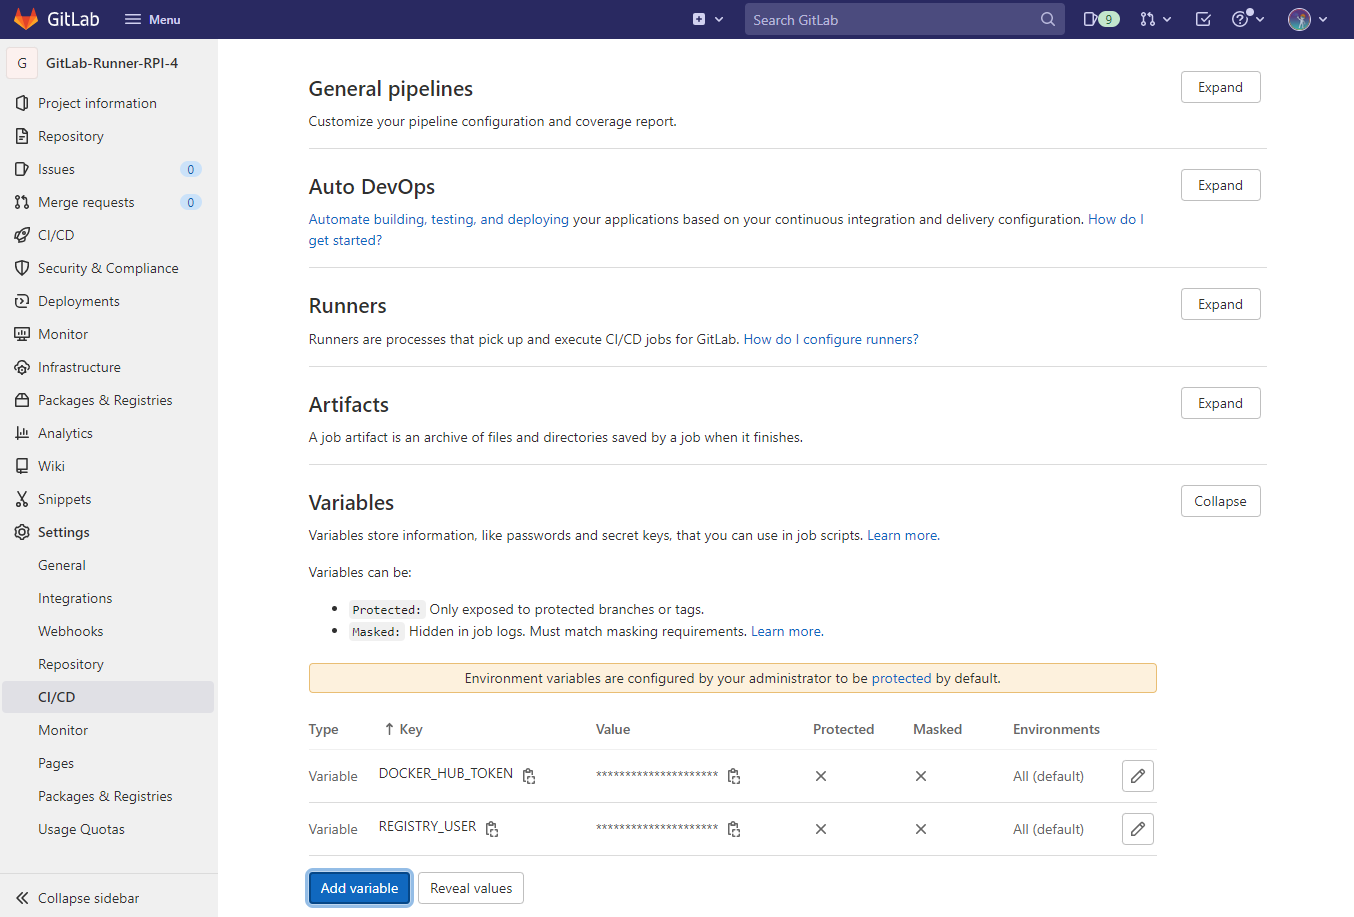 GitLab
Menu
Search GitLab
9
G
GitLab-Runner-RPI-4
Project information
Repository
Issues 0
Merge requests 0
CI/CD
Security & Compliance
Deployments
Monitor
Infrastructure
Packages & Registries
Analytics
Wiki
Snippets
Settings
General
Integrations
Webhooks
Repository
CI/CD
Monitor
Pages
Packages & Registries
Usage Quotas
Collapse sidebar
General pipelines
Expand
Customize your pipeline configuration and coverage report.
Auto DevOps
Expand
Automate building, testing, and deploying your applications based on your continuous integration and delivery configuration. How do I
get started?
Runners
Expand
Runners are processes that pick up and execute CI/CD jobs for GitLab. How do I configure runners?
Artifacts
Expand
A job artifact is an archive of files and directories saved by a job when it finishes.
Variables
Collapse
Variables store information, like passwords and secret keys, that you can use in job scripts. Learn more.
Variables can be:
• Protected: Only exposed to protected branches or tags.
• Masked: Hidden in job logs. Must match masking requirements. Learn more.
Environment variables are configured by your administrator to be protected by default.
Type ↑ Key Value Protected Masked Environments
Variable DOCKER_HUB_TOKEN ********************* All (default)
Variable REGISTRY_USER ********************* All (default)
Add variable Reveal values